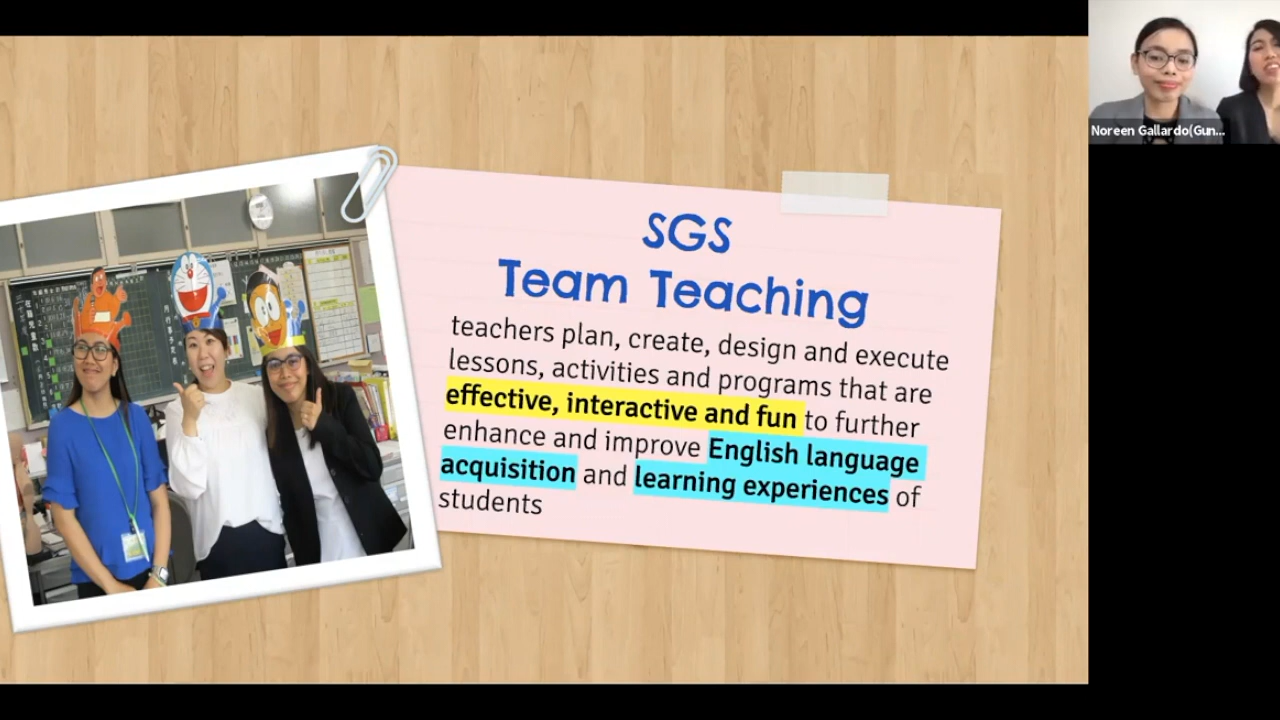 SGS
Team Teaching
teachers plan, create, design and execute
lessons, activities and programs that are
effective, interactive and fun to further
enhance and improve English language
acquisition and learning experiences of
students
Noreen Gallardo(Gun...